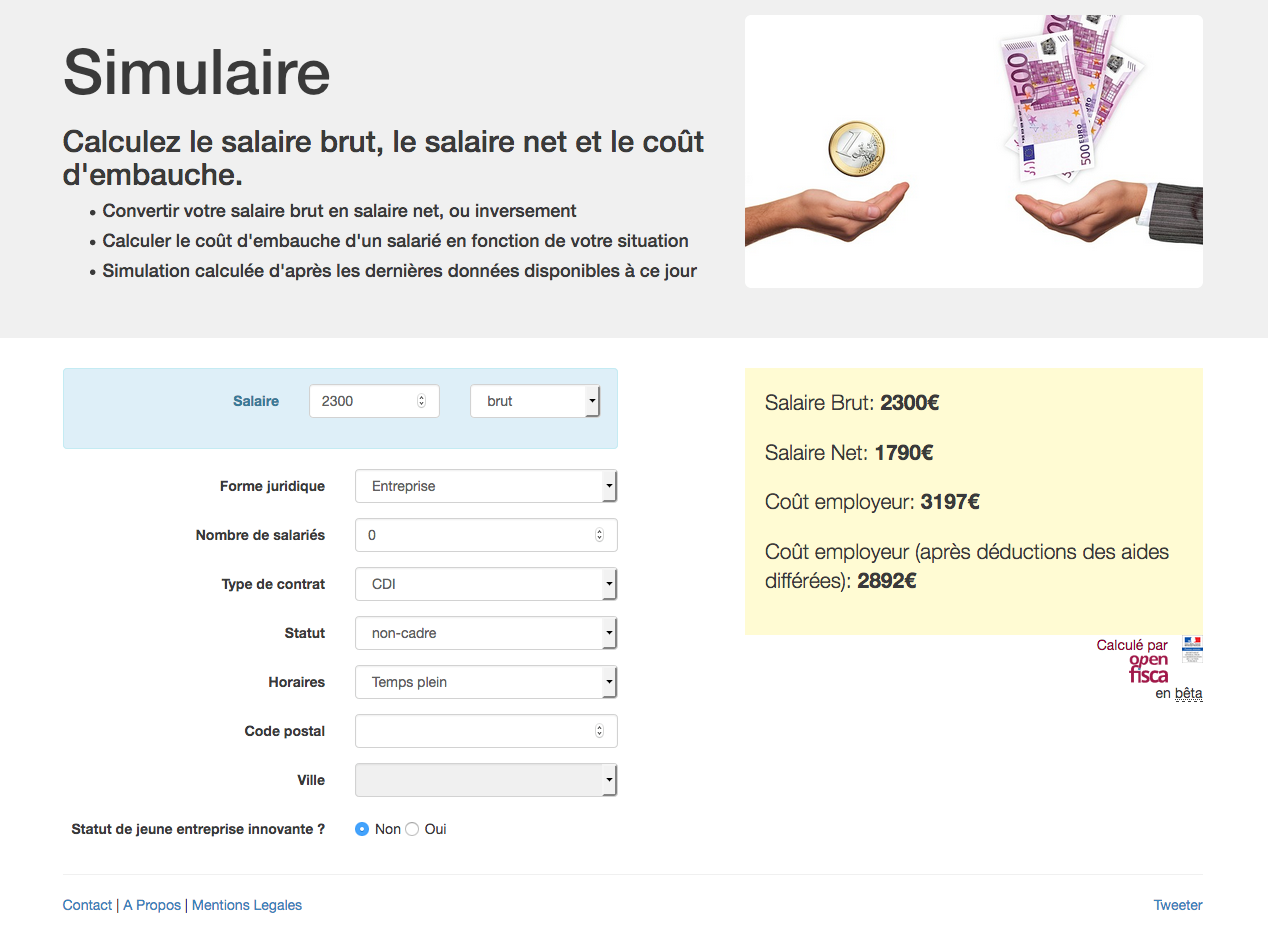 Simulaire
Calculez le salaire brut, le salaire net et le coût
d'embauche.
• Convertir votre salaire brut en salaire net, ou inversement
• Calculer le coût d'embauche d'un salarié en fonction de votre situation
• Simulation calculée d'après les dernières données disponibles à ce jour
500
500
EURO
1
Salaire 2300 brut
Forme juridique Entreprise
Nombre de salariés 0
Type de contrat CDI
Statut non-cadre
Horaires Temps plein
Code postal
Ville
Statut de jeune entreprise innovante ? Non Oui
Salaire Brut: 2300€
Salaire Net: 1790€
Coût employeur: 3197€
Coût employeur (après déductions des aides
différées): 2892€
Calculé par
open
fisca
en bêta
Contact | A Propos | Mentions Legales
Tweeter